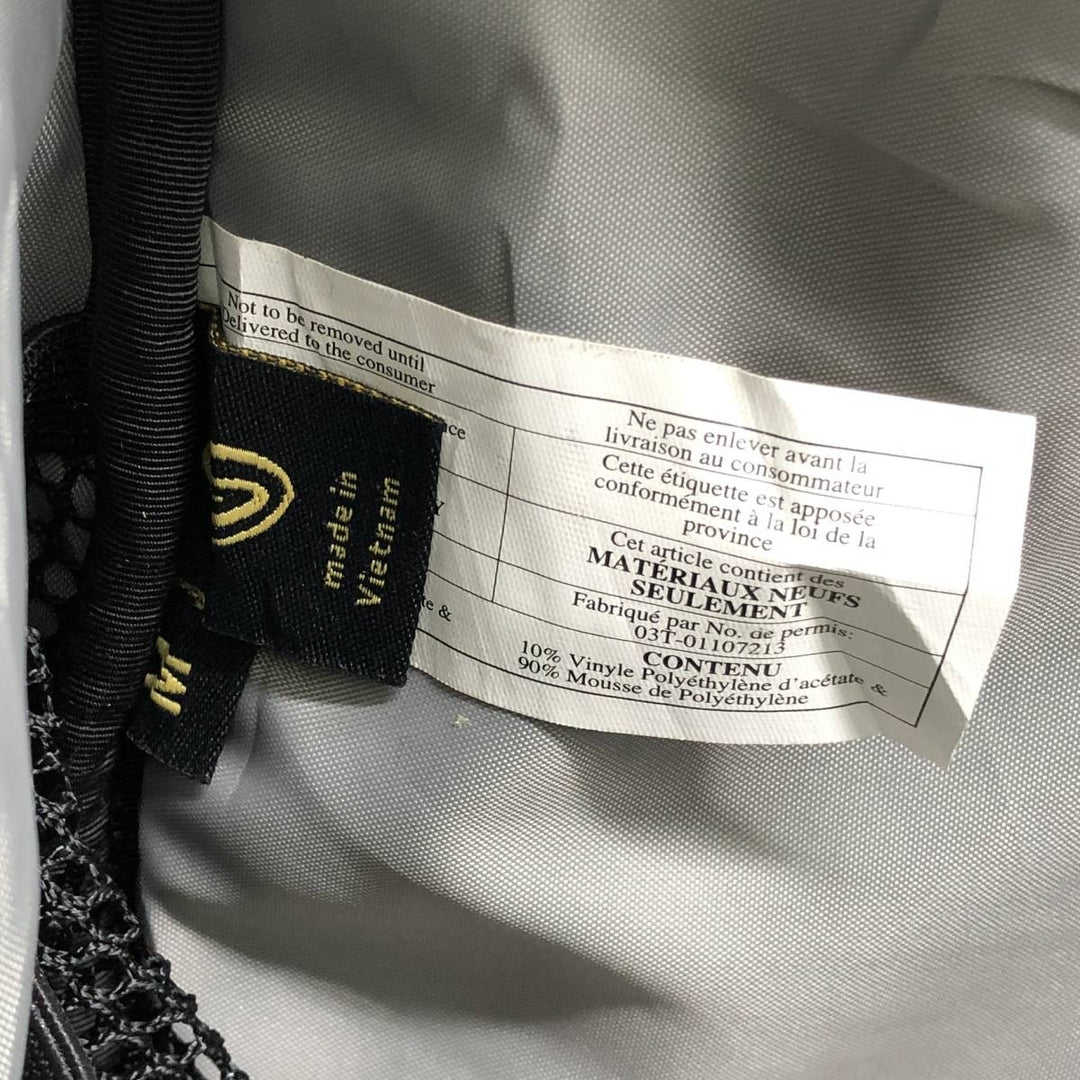 Not to be removed until
Delivered to the consumer
Ne pas enlever avant la
livraison au consommateur
Cette étiquette est apposée
conformément à la loi de la
province
Cet article contient des
MATÉRIAUX NEUFS
SEULEMENT
Fabriqué par No. de permis:
03T-01107213
CONTENU
10% Vinyle Polyéthylène d'acétate &
90% Mousse de Polyéthylène
&
made in
Vietnam